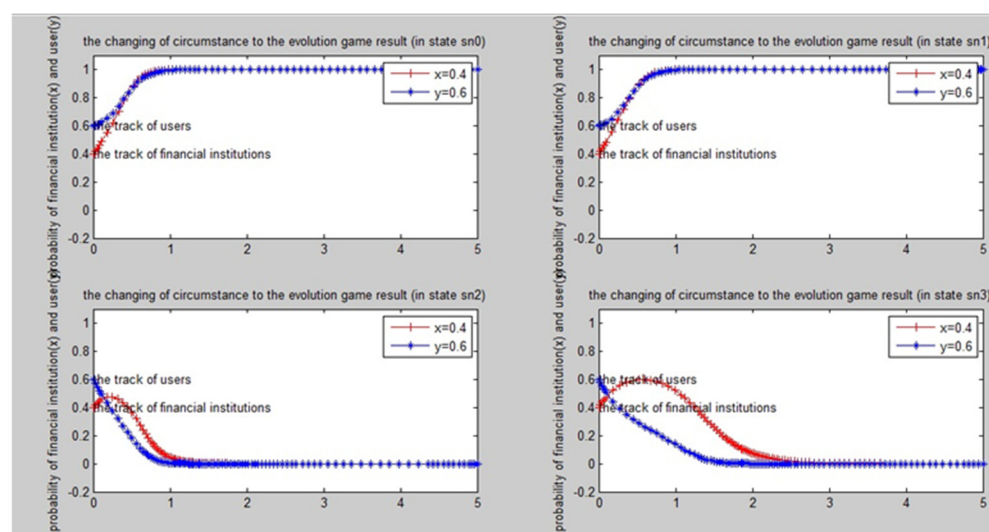 the changing of circumstance to the evolution game result (in state sn0)
probability of financial institution(x) and user(y)
1
0.8
0.6
0.4
0.2
0
-0.2
0 1 2 3 4 5
x=0.4
y=0.6
the track of users
the track of financial institutions
the changing of circumstance to the evolution game result (in state sn1)
probability of financial institution(x) and user(y)
1
0.8
0.6
0.4
0.2
0
-0.2
0 1 2 3 4 5
x=0.4
y=0.6
the track of users
the track of financial institutions
the changing of circumstance to the evolution game result (in state sn2)
probability of financial institution(x) and user(y)
1
0.8
0.6
0.4
0.2
0
-0.2
0 1 2 3 4 5
x=0.4
y=0.6
the track of users
the track of financial institutions
the changing of circumstance to the evolution game result (in state sn3)
probability of financial institution(x) and user(y)
1
0.8
0.6
0.4
0.2
0
-0.2
0 1 2 3 4 5
x=0.4
y=0.6
the track of users
the track of financial institutions